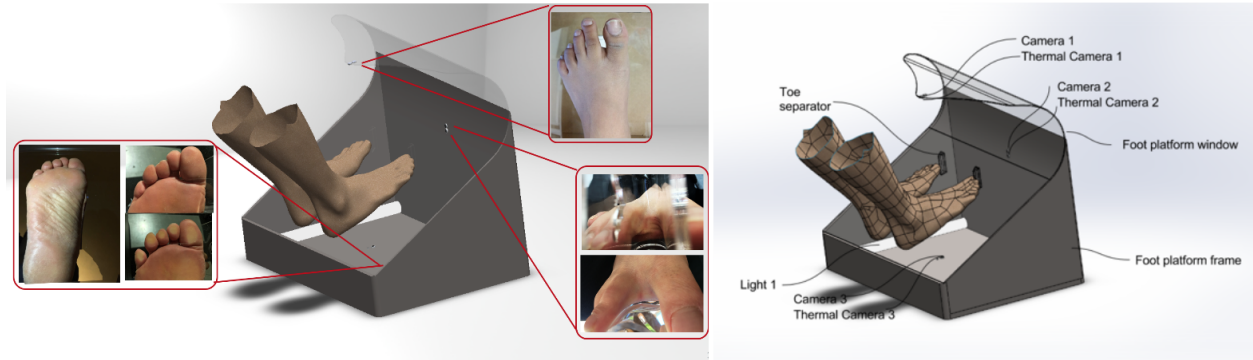 Camera 1
Thermal Camera 1
Camera 2
Thermal Camera 2
Toe
separator
Foot platform window
Foot platform frame
Light 1
Camera 3
Thermal Camera 3